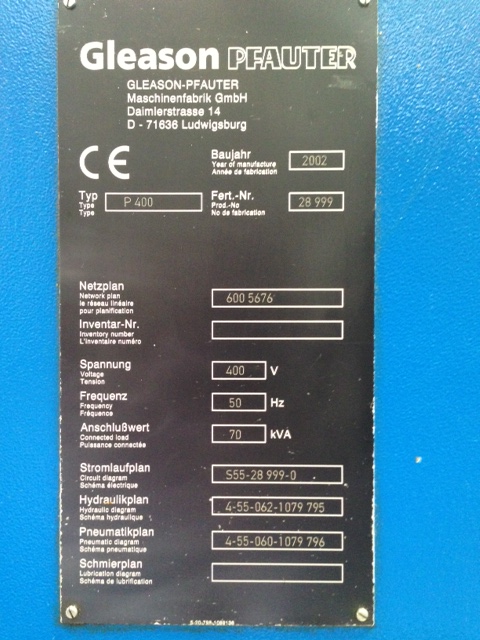 Gleason PFAUTER
GLEASON-PFAUTER
Maschinenfabrik GmbH
Daimlerstrasse 14
D - 71636 Ludwigsburg
CE
Baujahr
Year of manufacture
Année de fabrication
2002
Typ
Type
Type
P 400
Fert.-Nr.
Prod.-No
No de fabrication
28 999
Netzplan
Network plan
le réseau linéaire
pour planification
600 5676
Inventar-Nr.
Inventory number
L'inventaire numéro
Spannung
Voltage
Tension
400 V
Frequenz
Frequency
Fréquence
50 Hz
Anschlußwert
Connected load
Puissance connectée
70 kVA
Stromlaufplan
Circuit diagram
Schéma électrique
S55-28 999-0
Hydraulikplan
Hydraulic diagram
Schéma hydraulique
4-55-062-1079 795
Pneumatikplan
Pneumatic diagram
Schéma pneumatique
4-55-060-1079 796
Schmierplan
Lubrication diagram
Schéma de lubrification